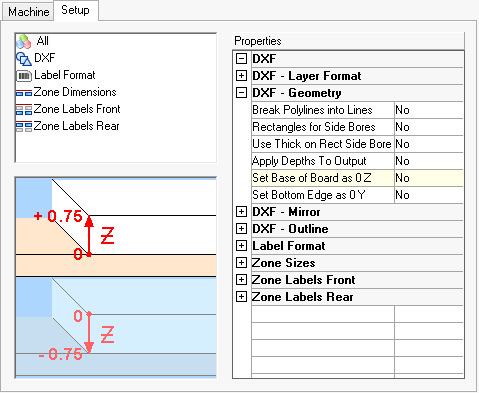 Machine Setup
All
DXF
Label Format
Zone Dimensions
Zone Labels Front
Zone Labels Rear
+ 0.75
Z
0
0
Z
- 0.75
Properties
DXF
DXF - Layer Format
DXF - Geometry
Break Polylines into Lines No
Rectangles for Side Bores No
Use Thick on Rect Side Bore No
Apply Depths To Output No
Set Base of Board as 0 Z No
Set Bottom Edge as 0 Y No
DXF - Mirror
DXF - Outline
Label Format
Zone Sizes
Zone Labels Front
Zone Labels Rear